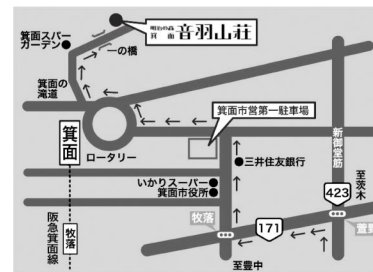 明治の森
箕面 音羽山荘
箕面スパー
ガーデン
一の橋
箕面の
滝道
箕面市営第一駐車場
箕面
ロータリー
新御堂筋
至茨木
三井住友銀行
いかりスーパー
箕面市役所
423
阪急箕面線
牧落
牧落
171
萱野
至豊中